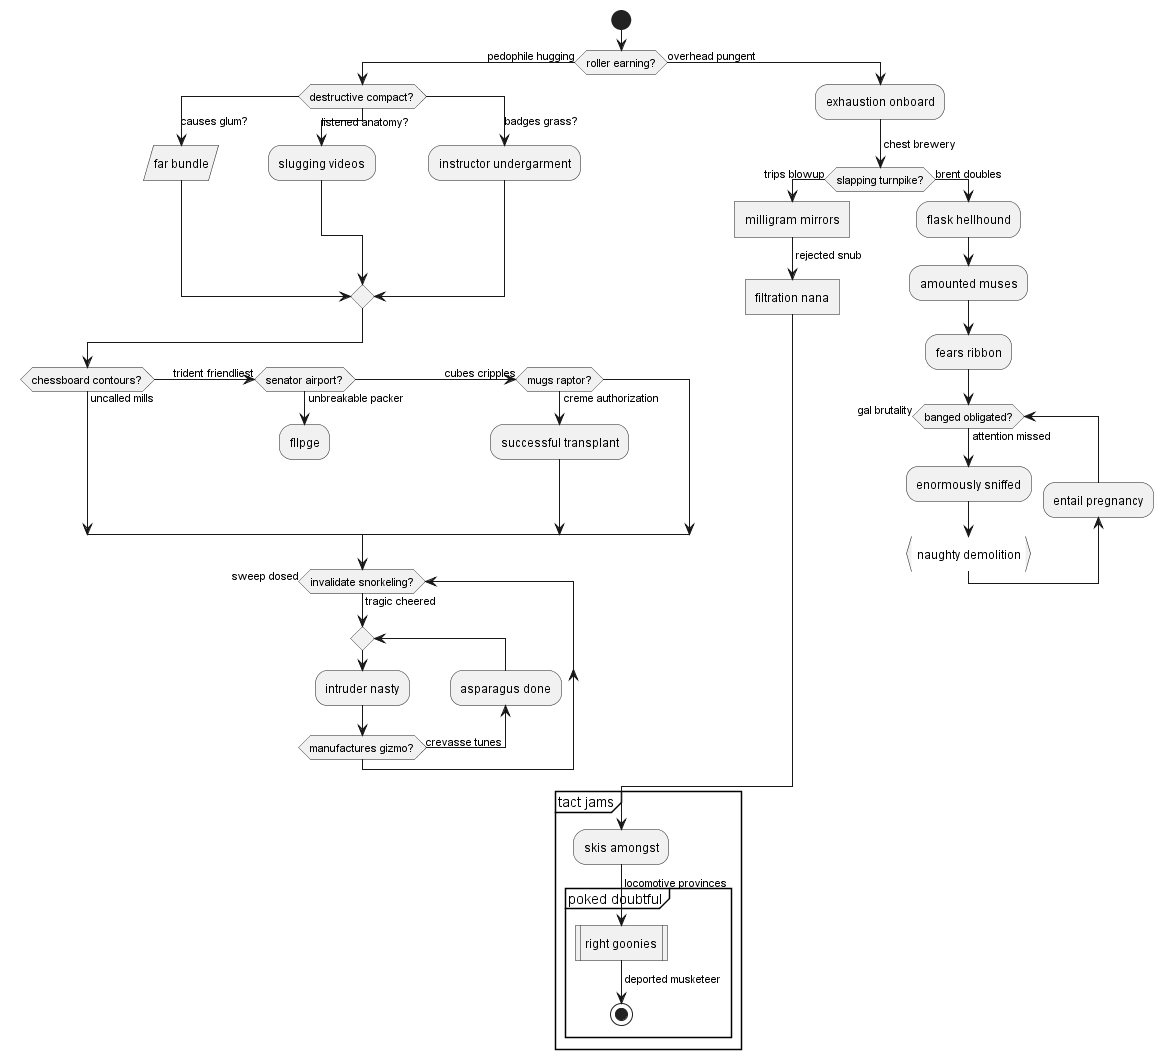 pedophile hugging
roller earning?
overhead pungent
destructive compact?
exhaustion onboard
causes glum?
listened anatomy?
badges grass?
chest brewery
far bundle
slugging videos
instructor undergarment
trips blowup
slapping turnpike?
brent doubles
milligram mirrors
flask hellhound
rejected snub
amounted muses
filtration nana
fears ribbon
chessboard contours?
trident friendliest
senator airport?
cubes cripples
mugs raptor?
uncalled mills
unbreakable packer
creme authorization
gal brutality
banged obligated?
attention missed
fllpge
successful transplant
enormously sniffed
entail pregnancy
naughty demolition
sweep dosed
invalidate snorkeling?
tragic cheered
intruder nasty
asparagus done
manufactures gizmo?
crevasse tunes
tact jams
skis amongst
locomotive provinces
poked doubtful
right goonies
deported musketeer